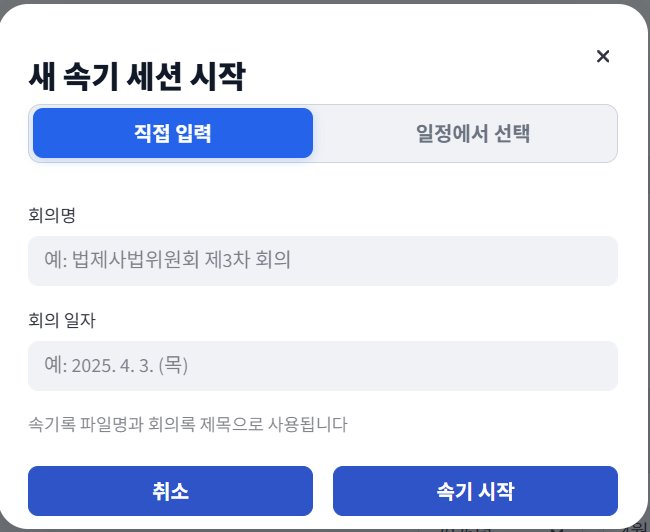 새 속기 세션 시작
직접 입력
일정에서 선택
회의명
예: 법제사법위원회 제3차 회의
회의 일자
예: 2025. 4. 3. (목)
속기록 파일명과 회의록 제목으로 사용됩니다
취소
속기 시작